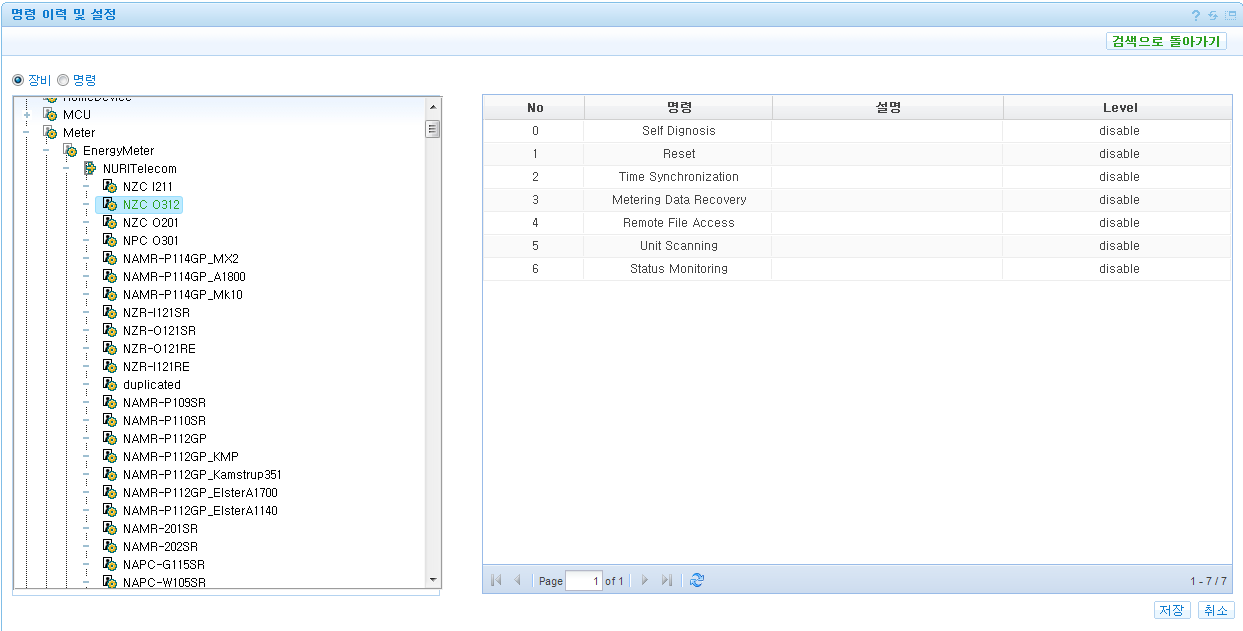 명령 이력 및 설정
?
검색으로 돌아가기
장비 명령
HomeDevice
MCU
Meter
EnergyMeter
NURITelecom
NZC I211
NZC O312
NZC O201
NPC O301
NAMR-P114GP_MX2
NAMR-P114GP_A1800
NAMR-P114GP_Mk10
NZR-I121SR
NZR-O121SR
NZR-O121RE
NZR-I121RE
duplicated
NAMR-P109SR
NAMR-P110SR
NAMR-P112GP
NAMR-P112GP_KMP
NAMR-P112GP_Kamstrup351
NAMR-P112GP_ElsterA1700
NAMR-P112GP_ElsterA1140
NAMR-201SR
NAMR-202SR
NAPC-G115SR
NAPC-W105SR
No 명령 설명 Level
0 Self Dignosis disable
1 Reset disable
2 Time Synchronization disable
3 Metering Data Recovery disable
4 Remote File Access disable
5 Unit Scanning disable
6 Status Monitoring disable
Page 1 of 1 1 - 7 / 7
저장 취소